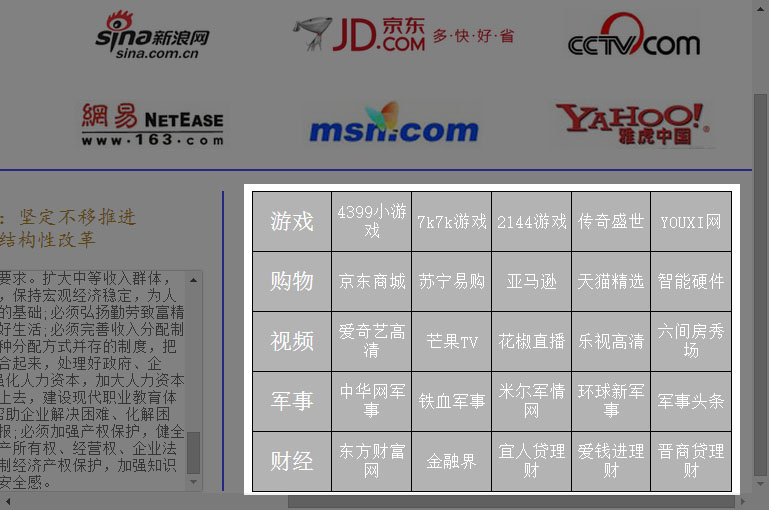 sina新浪网
sina.com.cn
JD.COM 京东 多·快·好·省
CCTV.com
網易 NETEASE
www.163.com
msn.com
YAHOO!
雅虎中国
：坚定不移推进
结构性改革
要求。扩大中等收入群体，
，保持宏观经济稳定，为人
的基础；必须弘扬勤劳致富精
好生活；必须完善收入分配制
种分配方式并存的制度，把
合起来，处理好政府、企
强化人力资本，加大人力资本
上去，建设现代职业教育体
帮助企业解决困难、化解困
报；必须加强产权保护，健全
产所有权、经营权、企业法
制经济产权保护，加强知识
安全感。
游戏 4399小游戏 7k7k游戏 2144游戏 传奇盛世 YOUXI网
购物 京东商城 苏宁易购 亚马逊 天猫精选 智能硬件
视频 爱奇艺高清 芒果TV 花椒直播 乐视高清 六间房秀场
军事 中华网军事 铁血军事 米尔军情网 环球新军事 军事头条
财经 东方财富网 金融界 宜人贷理财 爱钱进理财 晋商贷理财